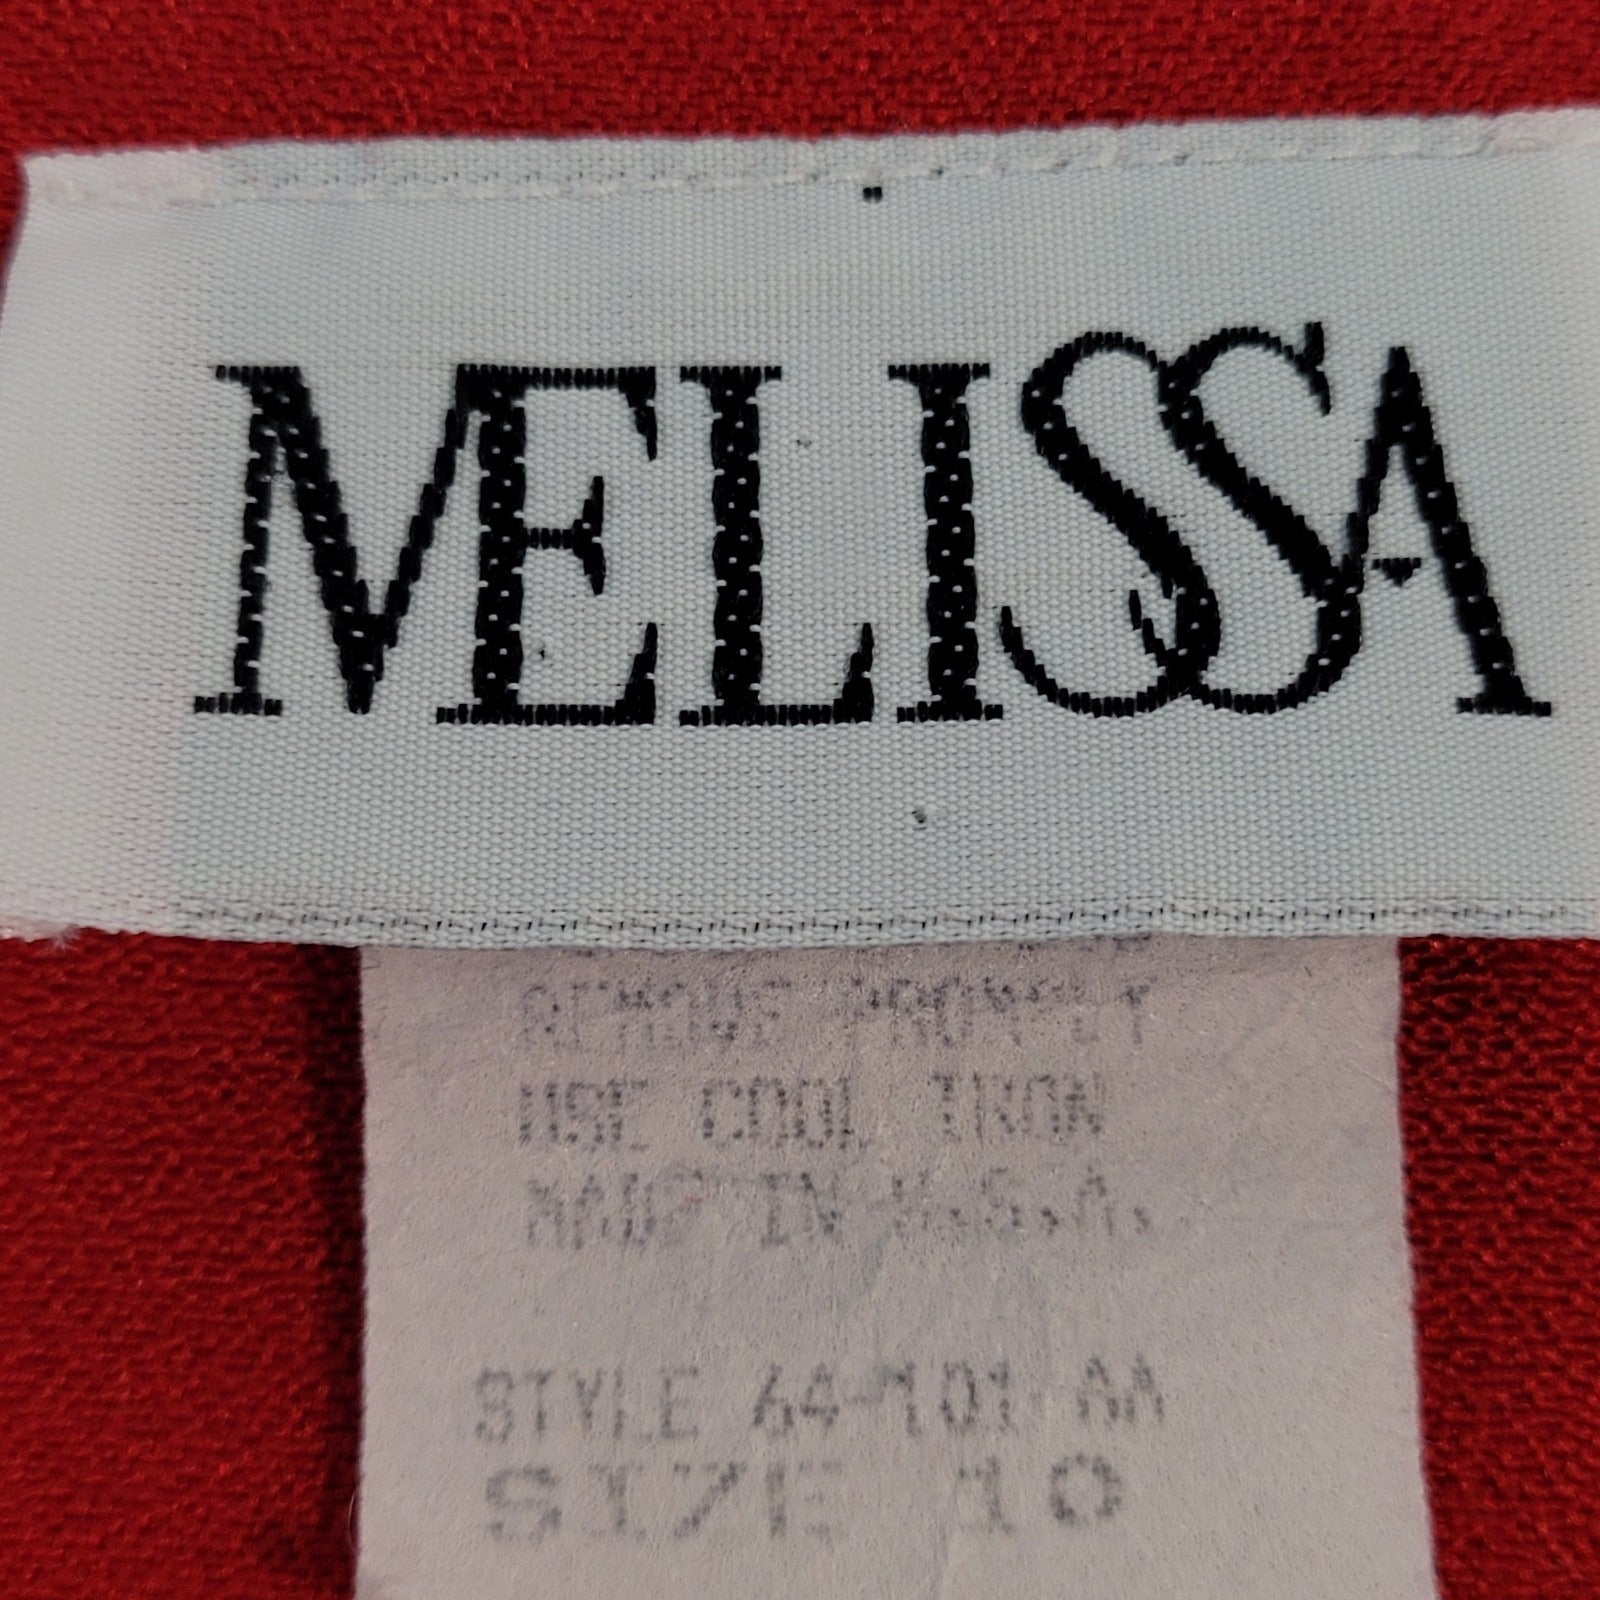 MELISSA
REMOVE PROMPTLY
USE COOL IRON
MADE IN U.S.A.
STYLE 64-101 AA
SIZE 10